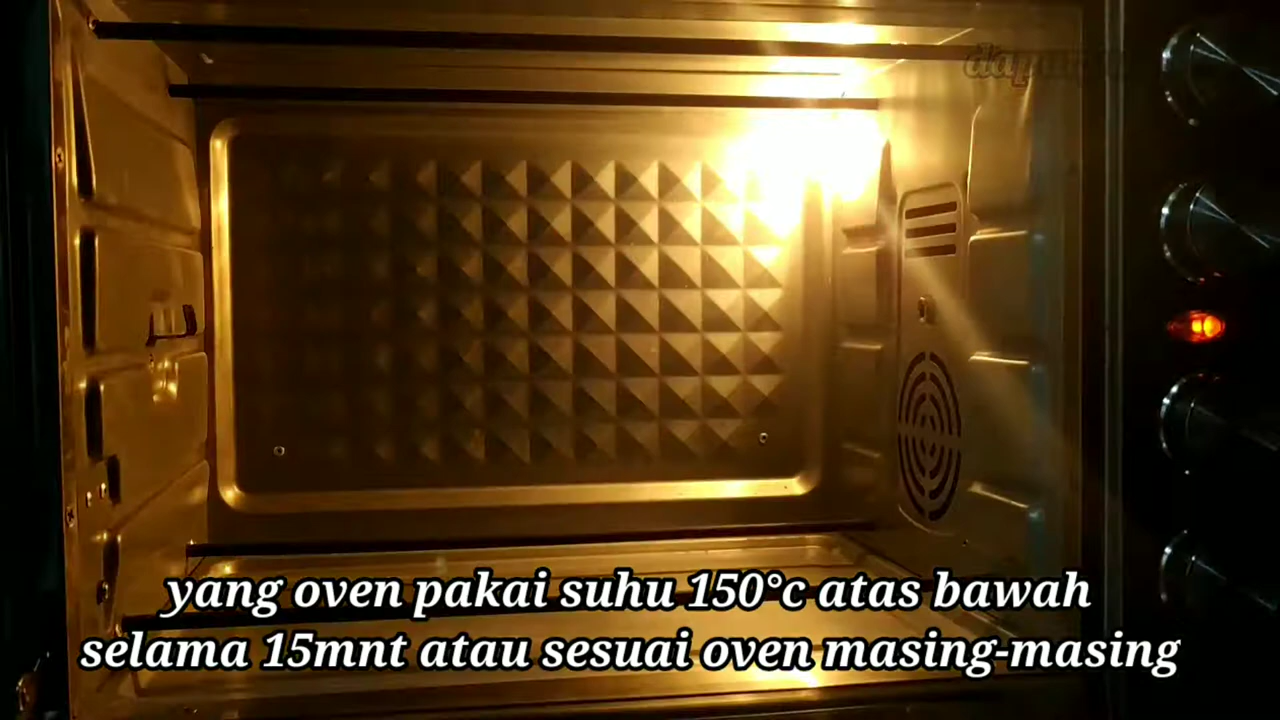 yang oven pakai suhu 150°c atas bawah
selama 15mnt atau sesuai oven masing-masing